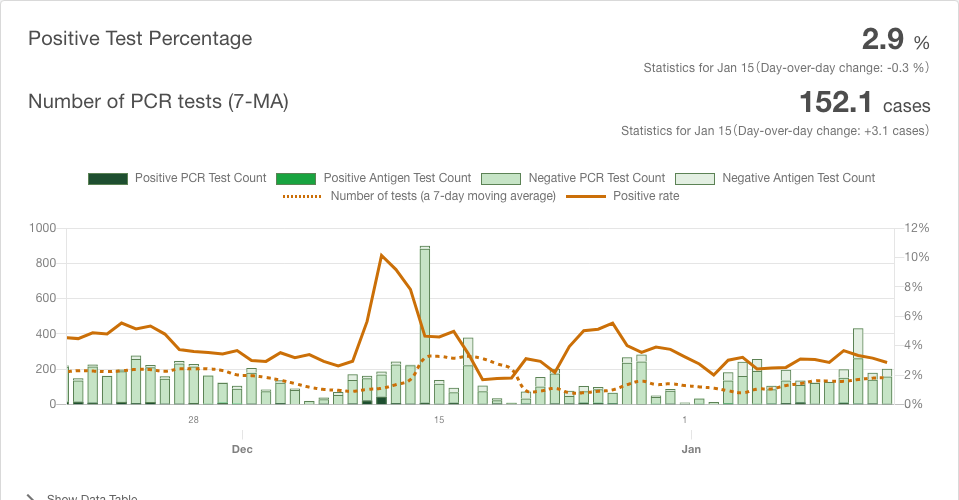 Positive Test Percentage
2.9 %
Statistics for Jan 15(Day-over-day change: -0.3 %)
Number of PCR tests (7-MA)
152.1 cases
Statistics for Jan 15(Day-over-day change: +3.1 cases)
Positive PCR Test Count Positive Antigen Test Count Negative PCR Test Count Negative Antigen Test Count
Number of tests (a 7-day moving average) Positive rate
1000 12%
10%
800
8%
600
6%
400
4%
200
2%
0 0%
28 15 1
Dec Jan
Show Data Table